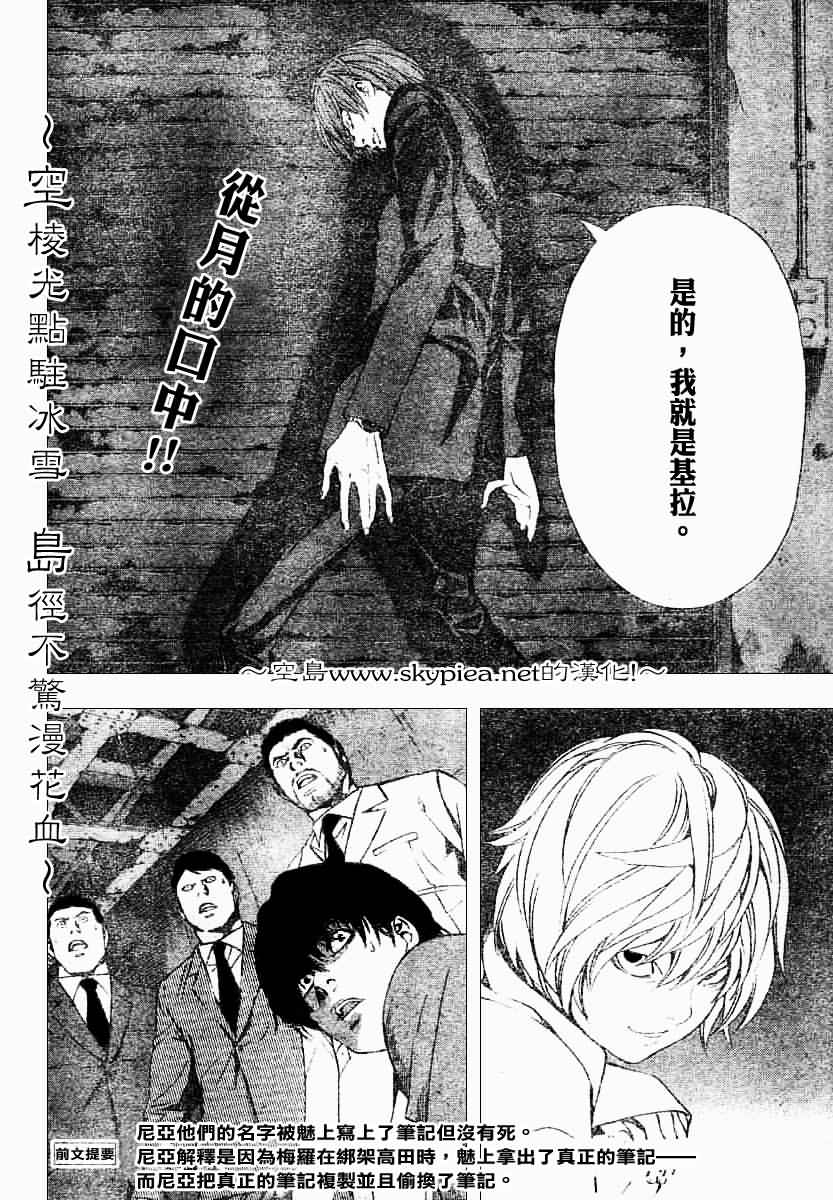 是的，我就是基拉。
從月的口中!!
～空棱光點駐冰雪 島徑不驚漫花血～
～空島www.skypiea.net的漢化!～
前文提要
尼亞他們的名字被魅上寫上了筆記但沒有死。
尼亞解釋是因為梅羅在綁架高田時，魅上拿出了真正的筆記——
而尼亞把真正的筆記複製並且偷換了筆記。